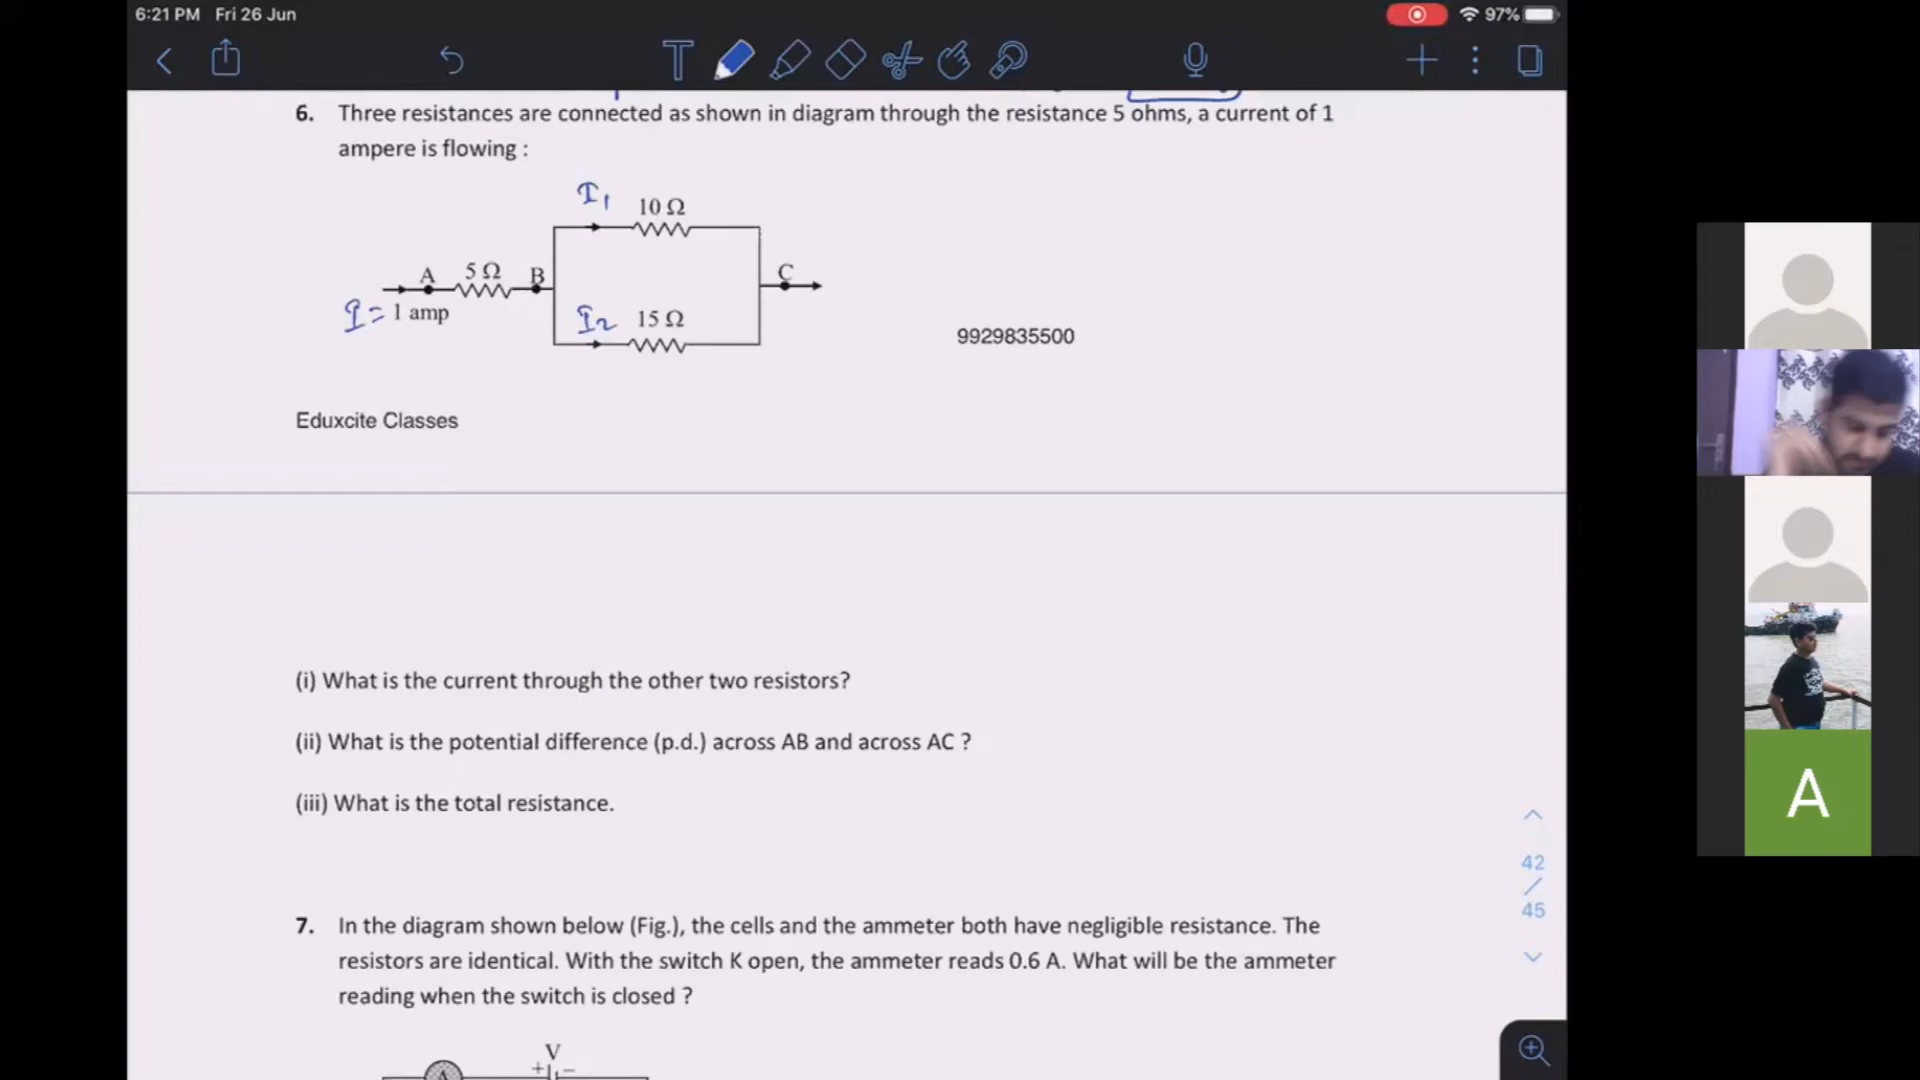 6:21 PM Fri 26 Jun
97%
T
6. Three resistances are connected as shown in diagram through the resistance 5 ohms, a current of 1
ampere is flowing :
I1
10 Ω
A 5 Ω B
C
I = 1 amp
I2 15 Ω
9929835500
Eduxcite Classes
(i) What is the current through the other two resistors?
(ii) What is the potential difference (p.d.) across AB and across AC ?
(iii) What is the total resistance.
42
/
45
7. In the diagram shown below (Fig.), the cells and the ammeter both have negligible resistance. The
resistors are identical. With the switch K open, the ammeter reads 0.6 A. What will be the ammeter
reading when the switch is closed ?
V
+ −
A
A